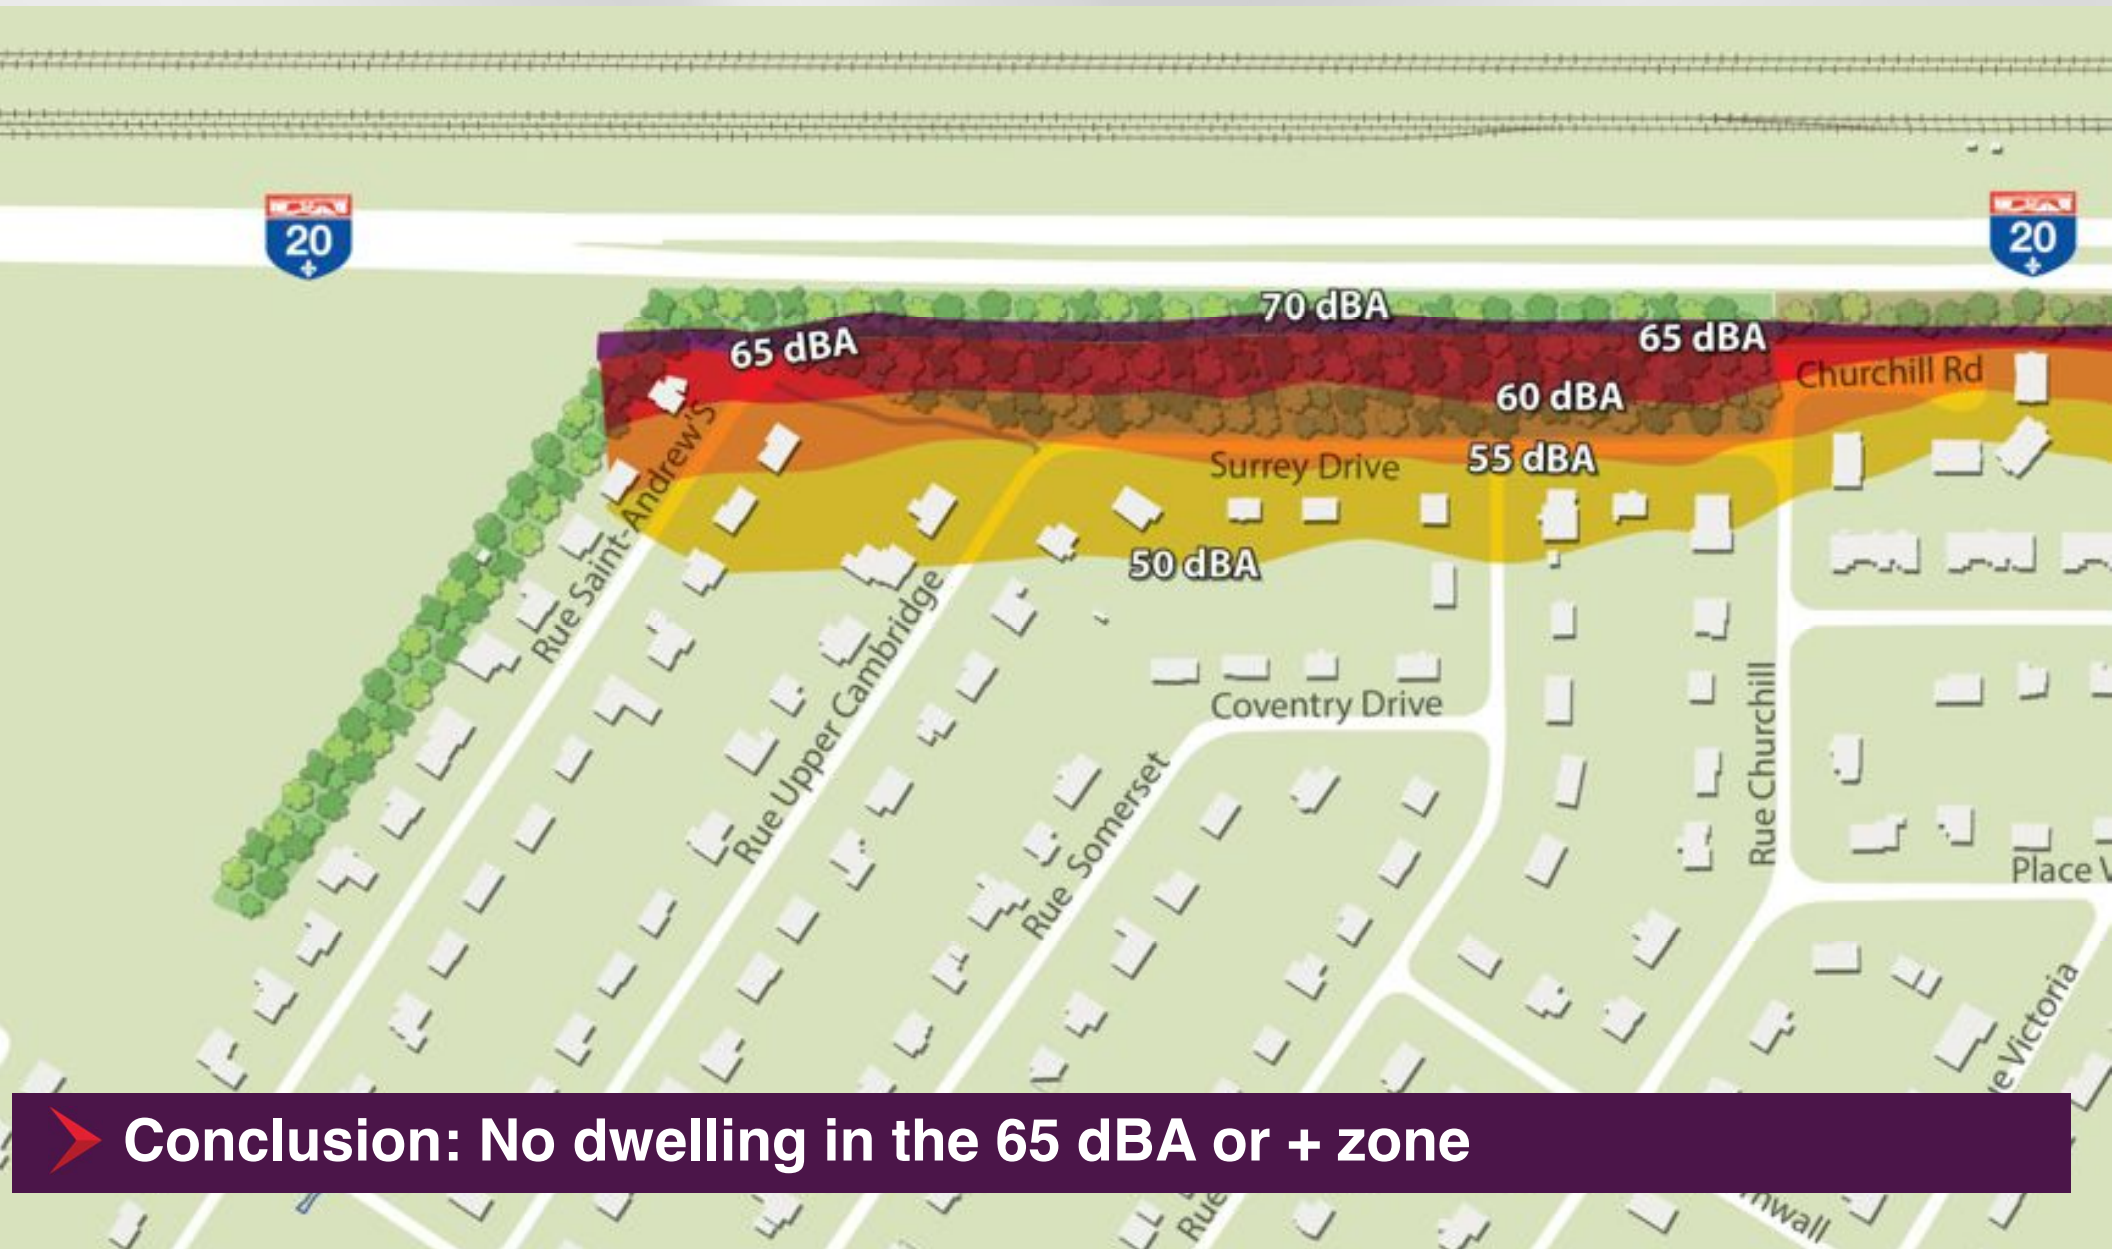 20
20
70 dBA
65 dBA
65 dBA
Churchill Rd
60 dBA
55 dBA
Surrey Drive
Rue Saint-Andrew'S
50 dBA
Rue Upper Cambridge
Coventry Drive
Rue Somerset
Rue Churchill
Place V
ue Victoria
Conclusion: No dwelling in the 65 dBA or + zone
Rue
nwall